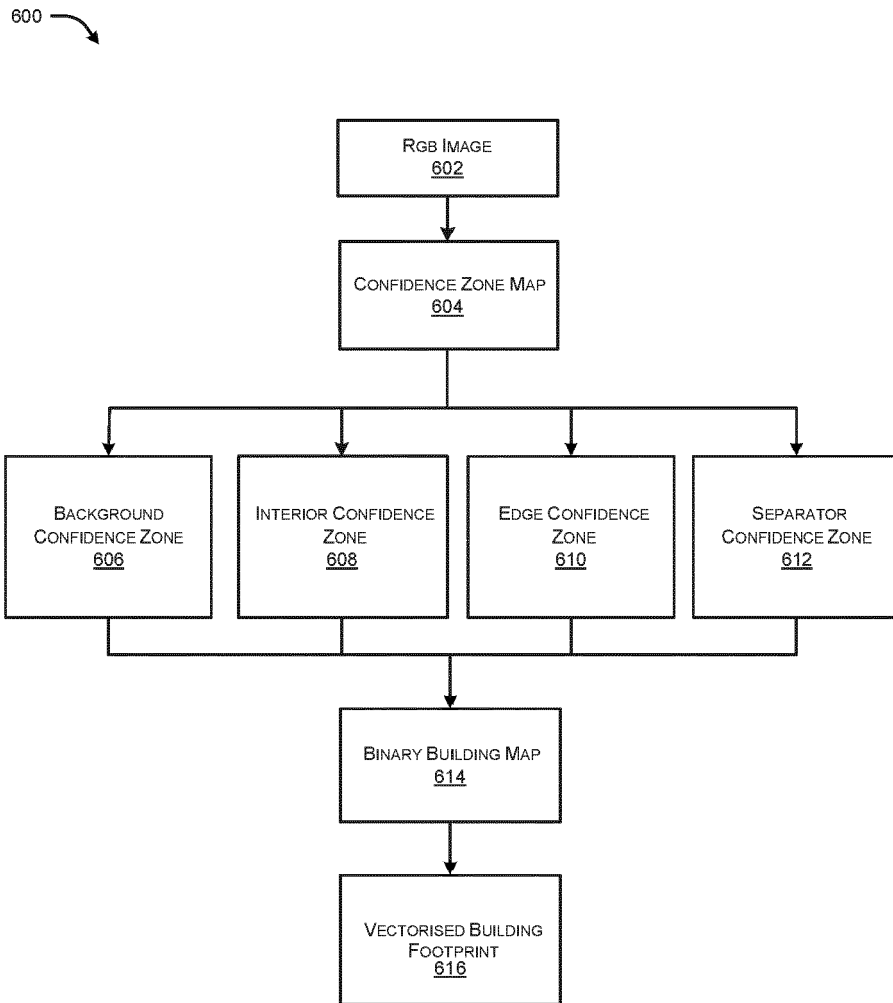 600
RGB IMAGE
602
CONFIDENCE ZONE MAP
604
BACKGROUND
CONFIDENCE ZONE
606
INTERIOR CONFIDENCE
ZONE
608
EDGE CONFIDENCE
ZONE
610
SEPARATOR
CONFIDENCE ZONE
612
BINARY BUILDING MAP
614
VECTORISED BUILDING
FOOTPRINT
616